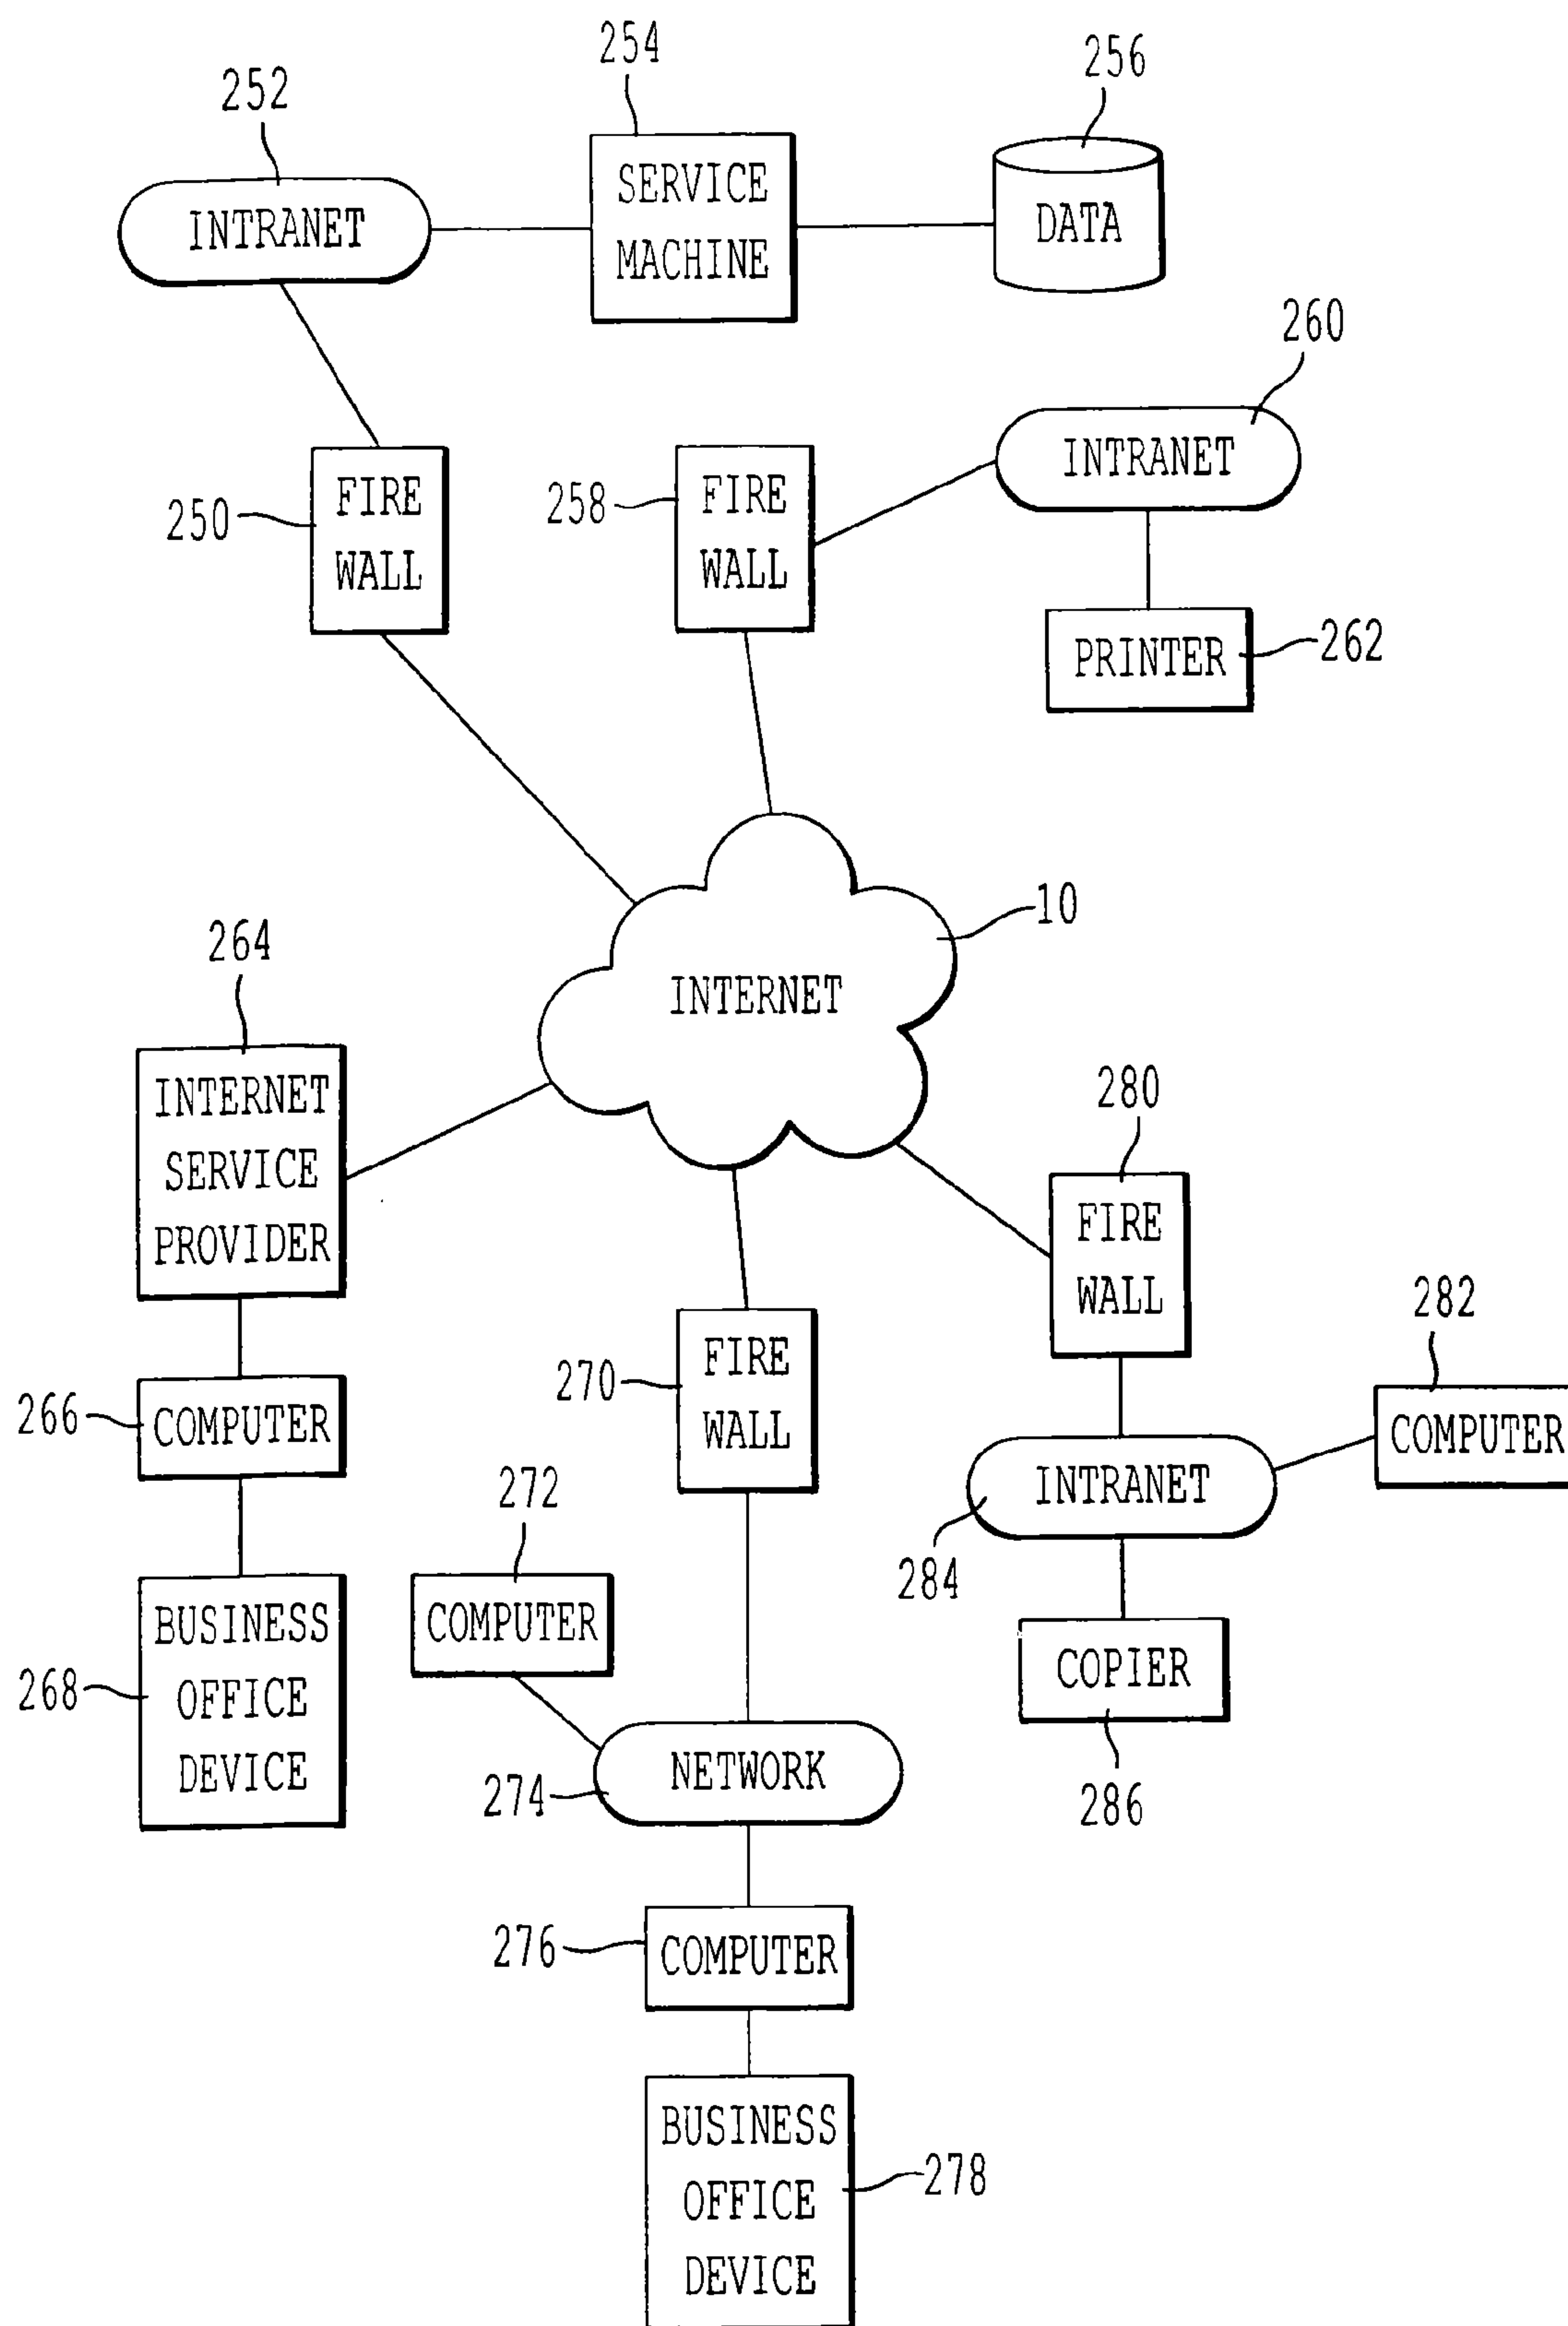 254
256
252
SERVICE
MACHINE
INTRANET
DATA
260
INTRANET
250
FIRE
WALL
258
FIRE
WALL
PRINTER
262
10
INTERNET
264
INTERNET
SERVICE
PROVIDER
280
FIRE
WALL
282
COMPUTER
270
FIRE
WALL
266
COMPUTER
INTRANET
284
272
COMPUTER
COPIER
286
268
BUSINESS
OFFICE
DEVICE
NETWORK
274
276
COMPUTER
BUSINESS
OFFICE
DEVICE
278